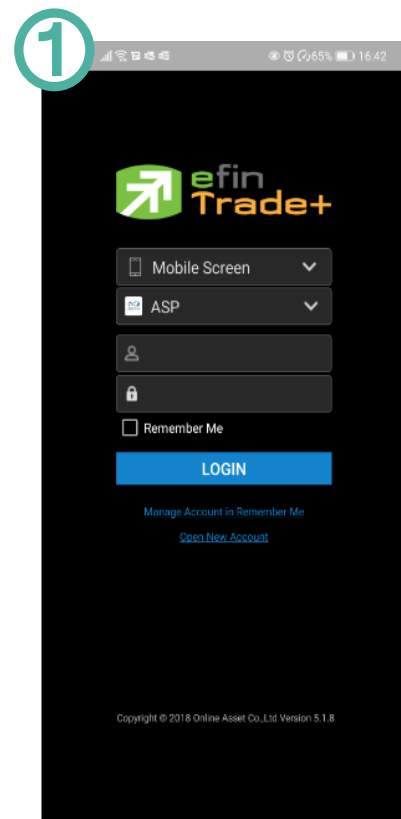 1
65% 16:42
efin
Trade+
Mobile Screen
ASP
Remember Me
LOGIN
Manage Account in Remember Me
Open New Account
Copyright © 2018 Online Asset Co.,Ltd Version 5.1.8